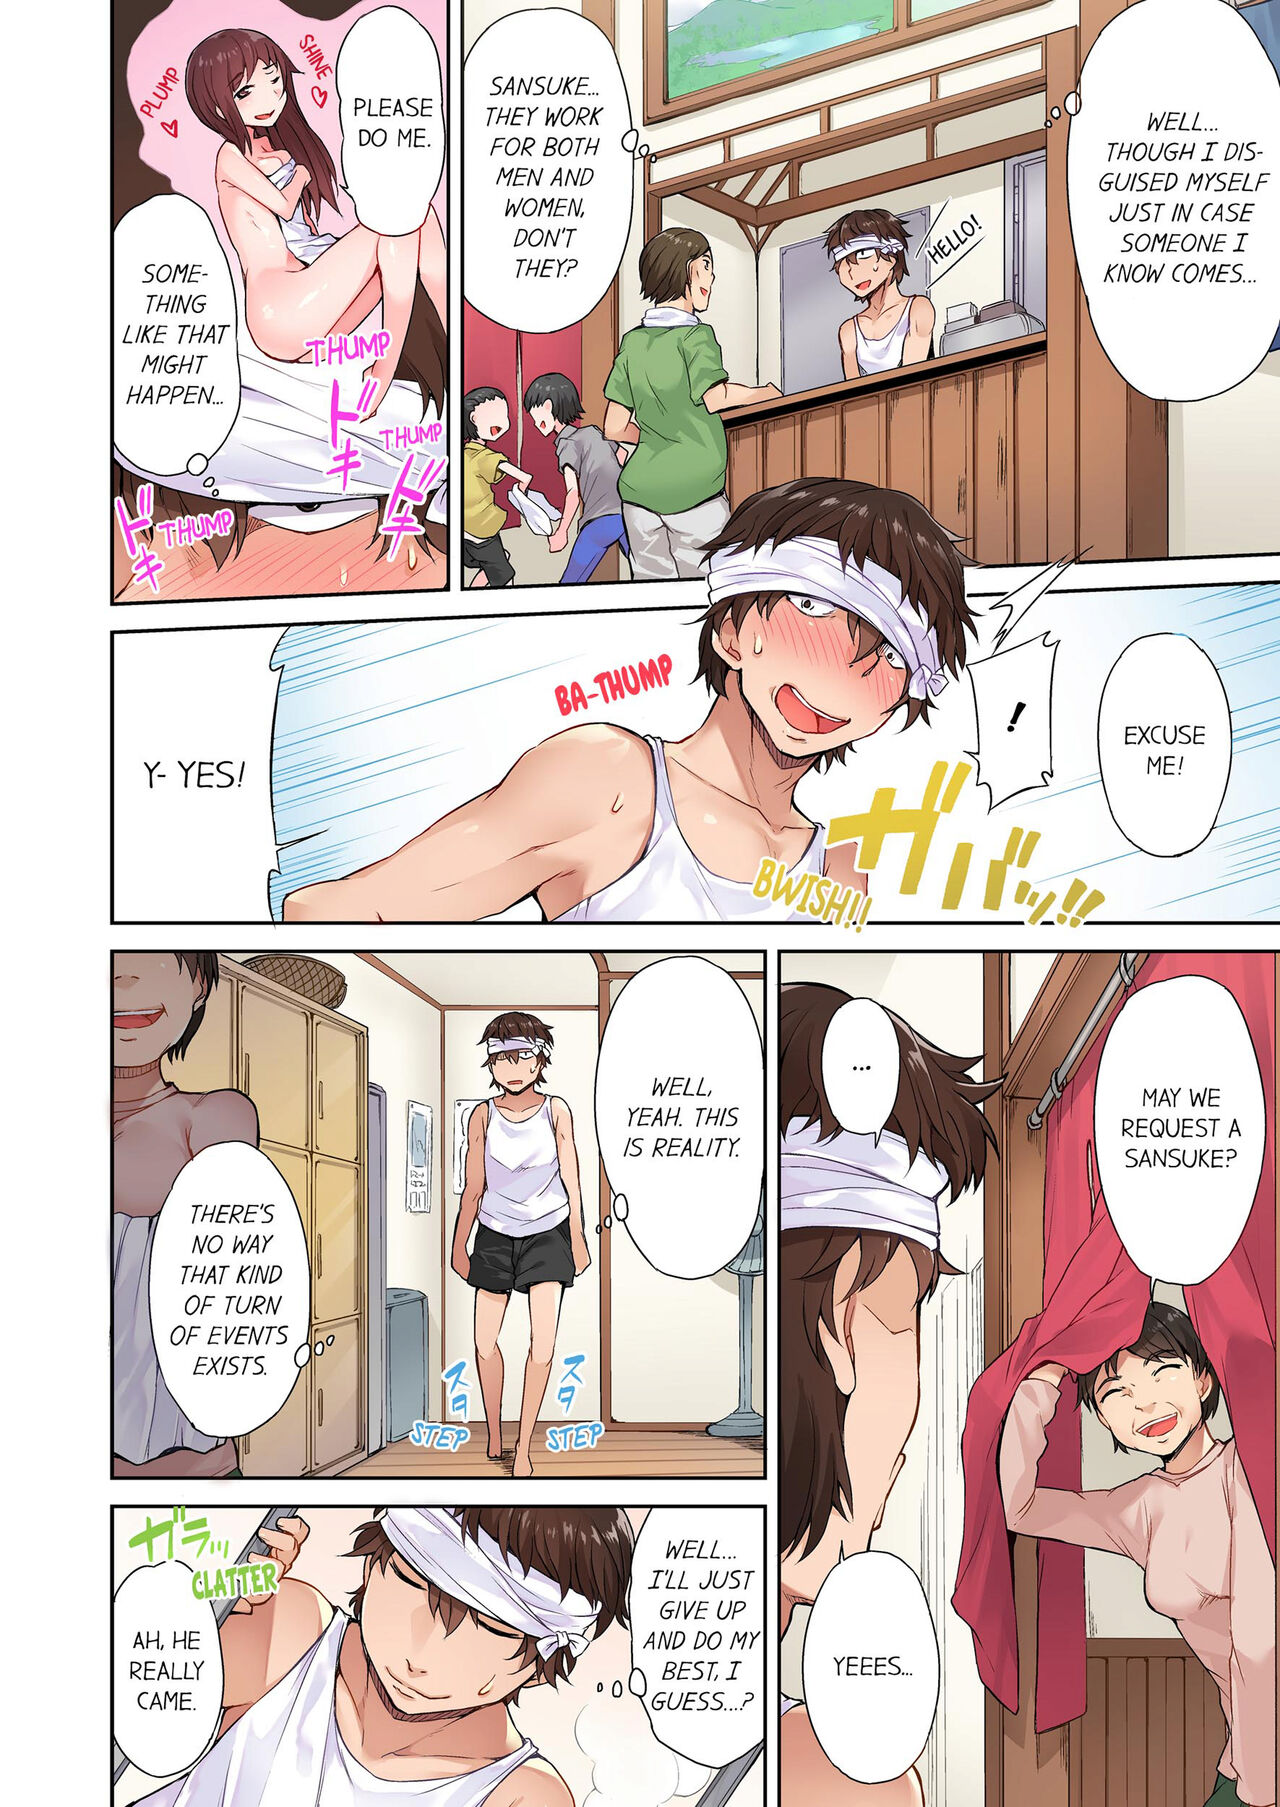 WELL...
THOUGH I DIS-
GUISED MYSELF
JUST IN CASE
SOMEONE I
KNOW COMES...
HELLO!
SANSUKE...
THEY WORK
FOR BOTH
MEN AND
WOMEN,
DON'T
THEY?
PLEASE
DO ME.
SHINE
PLUMP
SOME-
THING
LIKE THAT
MIGHT
HAPPEN...
THUMP
ドキ
THUMP
ドキ
THUMP
ドキ
EXCUSE
ME!
!
BA-THUMP
ガバッ!!
BWISH!!
Y- YES!
MAY WE
REQUEST A
SANSUKE?
...
YEEES...
WELL,
YEAH. THIS
IS REALITY.
THERE'S
NO WAY
THAT KIND
OF TURN
OF EVENTS
EXISTS.
スタ
STEP
スタ
STEP
WELL...
I'LL JUST
GIVE UP
AND DO MY
BEST, I
GUESS...?
ガラッ
CLATTER
AH, HE
REALLY
CAME.